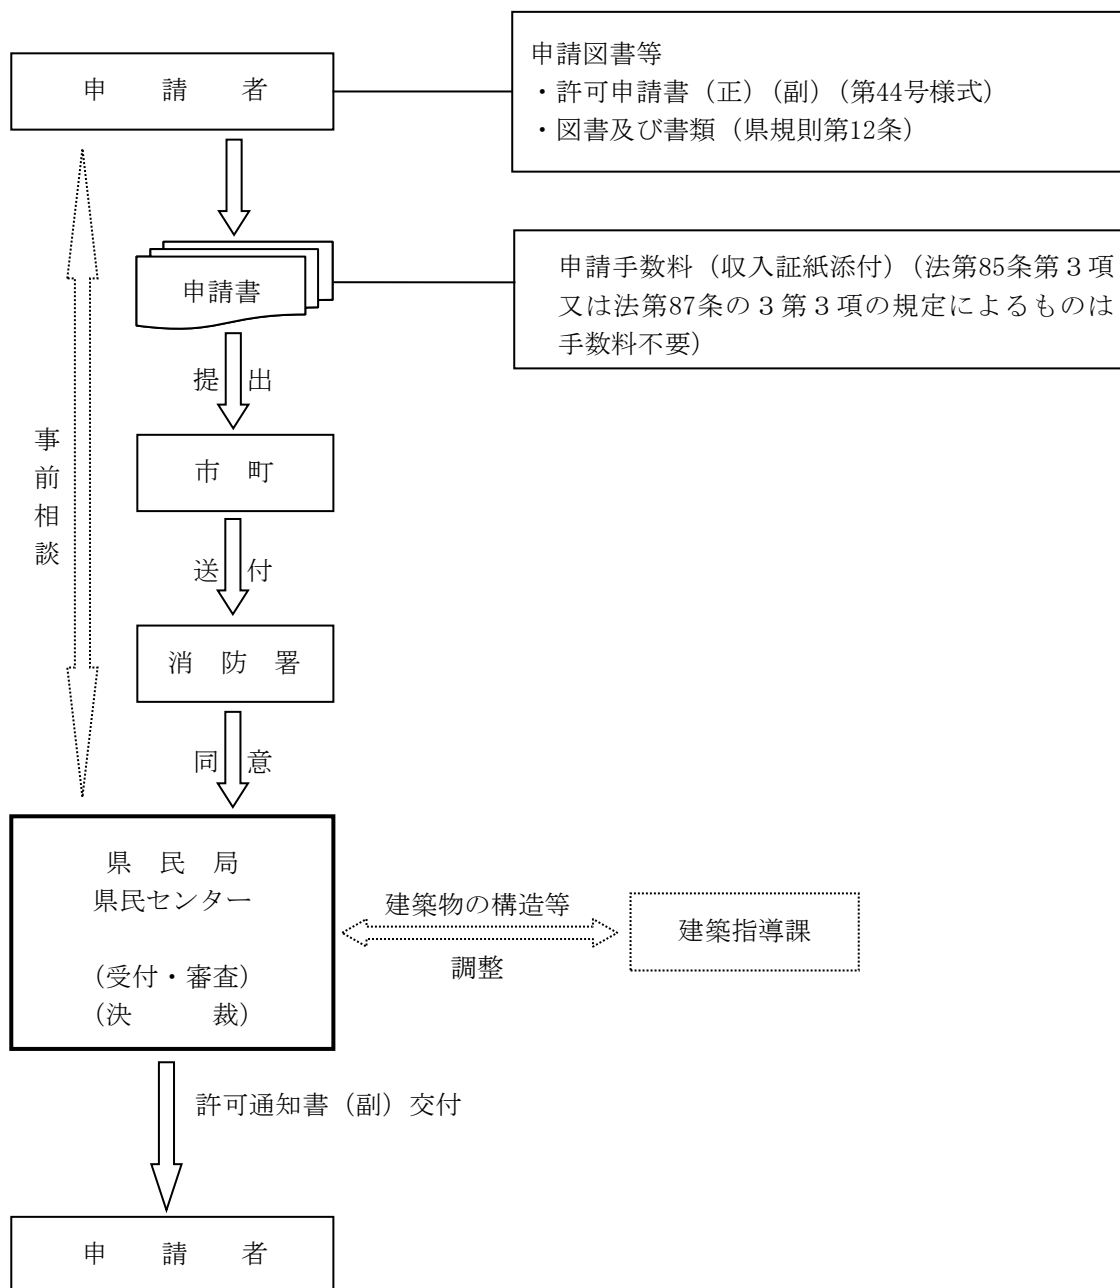 申　請　者
申請図書等
・許可申請書（正）（副）（第44号様式）
・図書及び書類（県規則第12条）
申請書
申請手数料（収入証紙添付）（法第85条第３項
又は法第87条の３第３項の規定によるものは
手数料不要）
提出
市　町
送付
事前相談
消　防　署
同意
県　民　局
県民センター
（受付・審査）
（決　　　裁）
建築物の構造等
調整
建築指導課
許可通知書（副）交付
申　請　者